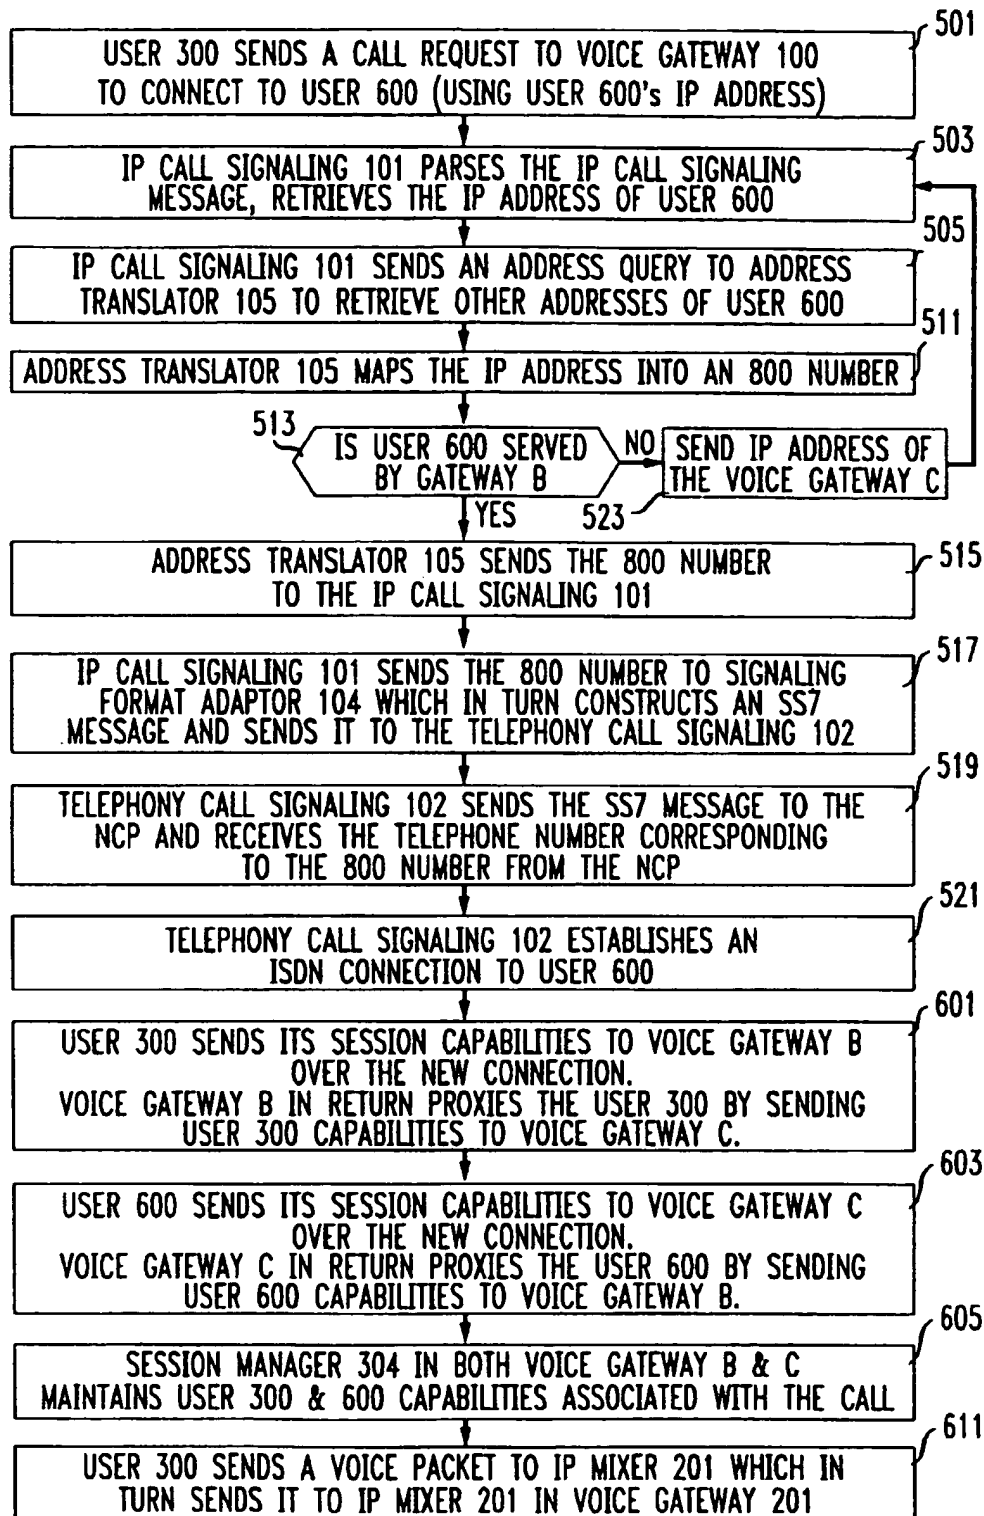 501
USER 300 SENDS A CALL REQUEST TO VOICE GATEWAY 100
TO CONNECT TO USER 600 (USING USER 600's IP ADDRESS)
503
IP CALL SIGNALING 101 PARSES THE IP CALL SIGNALING
MESSAGE, RETRIEVES THE IP ADDRESS OF USER 600
505
IP CALL SIGNALING 101 SENDS AN ADDRESS QUERY TO ADDRESS
TRANSLATOR 105 TO RETRIEVE OTHER ADDRESSES OF USER 600
511
ADDRESS TRANSLATOR 105 MAPS THE IP ADDRESS INTO AN 800 NUMBER
513
IS USER 600 SERVED
BY GATEWAY B
NO
SEND IP ADDRESS OF
THE VOICE GATEWAY C
523
YES
515
ADDRESS TRANSLATOR 105 SENDS THE 800 NUMBER
TO THE IP CALL SIGNALING 101
517
IP CALL SIGNALING 101 SENDS THE 800 NUMBER TO SIGNALING
FORMAT ADAPTOR 104 WHICH IN TURN CONSTRUCTS AN SS7
MESSAGE AND SENDS IT TO THE TELEPHONY CALL SIGNALING 102
519
TELEPHONY CALL SIGNALING 102 SENDS THE SS7 MESSAGE TO THE
NCP AND RECEIVES THE TELEPHONE NUMBER CORRESPONDING
TO THE 800 NUMBER FROM THE NCP
521
TELEPHONY CALL SIGNALING 102 ESTABLISHES AN
ISDN CONNECTION TO USER 600
601
USER 300 SENDS ITS SESSION CAPABILITIES TO VOICE GATEWAY B
OVER THE NEW CONNECTION.
VOICE GATEWAY B IN RETURN PROXIES THE USER 300 BY SENDING
USER 300 CAPABILITIES TO VOICE GATEWAY C.
603
USER 600 SENDS ITS SESSION CAPABILITIES TO VOICE GATEWAY C
OVER THE NEW CONNECTION.
VOICE GATEWAY C IN RETURN PROXIES THE USER 600 BY SENDING
USER 600 CAPABILITIES TO VOICE GATEWAY B.
605
SESSION MANAGER 304 IN BOTH VOICE GATEWAY B & C
MAINTAINS USER 300 & 600 CAPABILITIES ASSOCIATED WITH THE CALL
611
USER 300 SENDS A VOICE PACKET TO IP MIXER 201 WHICH IN
TURN SENDS IT TO IP MIXER 201 IN VOICE GATEWAY 201